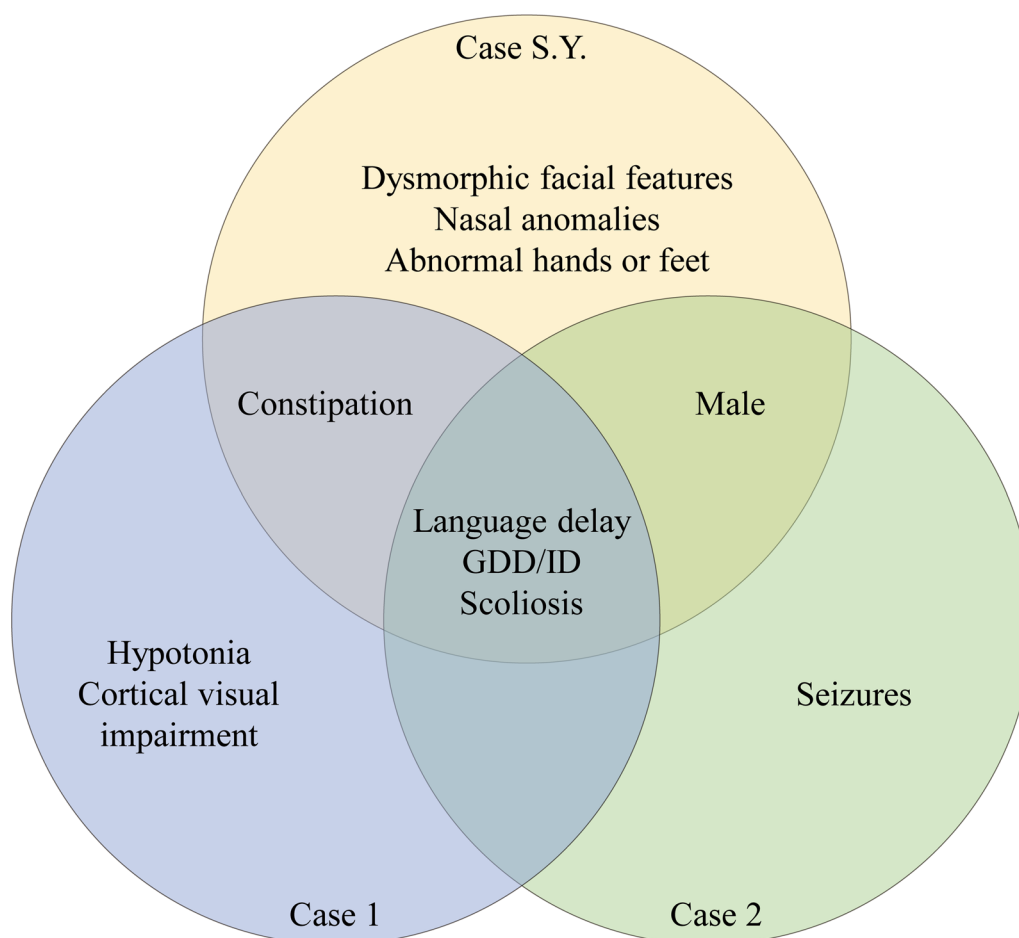 Case S.Y.
Dysmorphic facial features
Nasal anomalies
Abnormal hands or feet
Constipation
Male
Language delay
GDD/ID
Scoliosis
Hypotonia
Cortical visual
impairment
Seizures
Case 1
Case 2